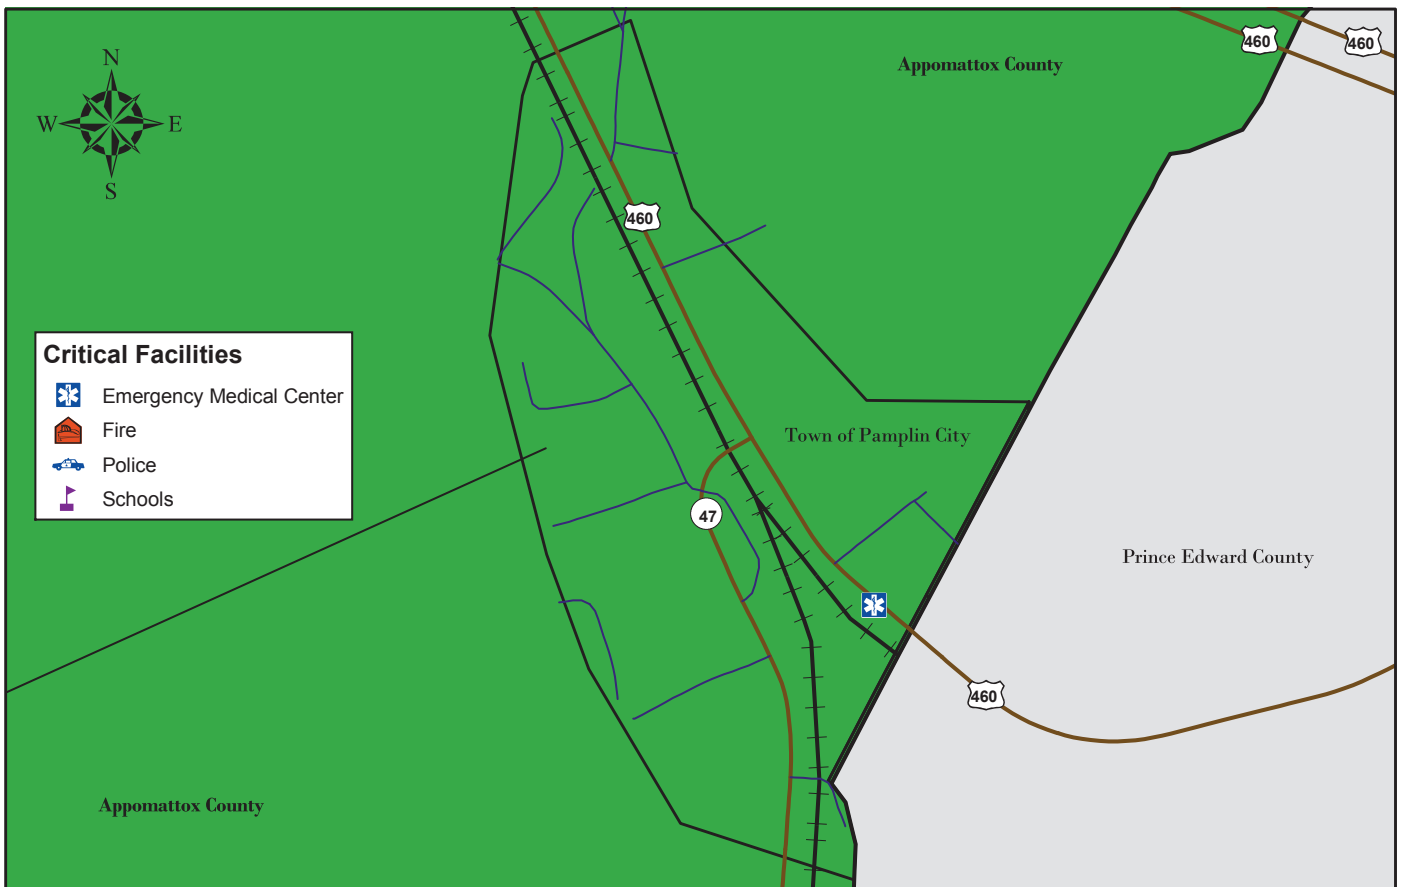 460
460
Appomattox County
N
W
E
S
460
Critical Facilities
Emergency Medical Center
Fire
Police
Schools
Town of Pamplin City
47
Prince Edward County
460
Appomattox County